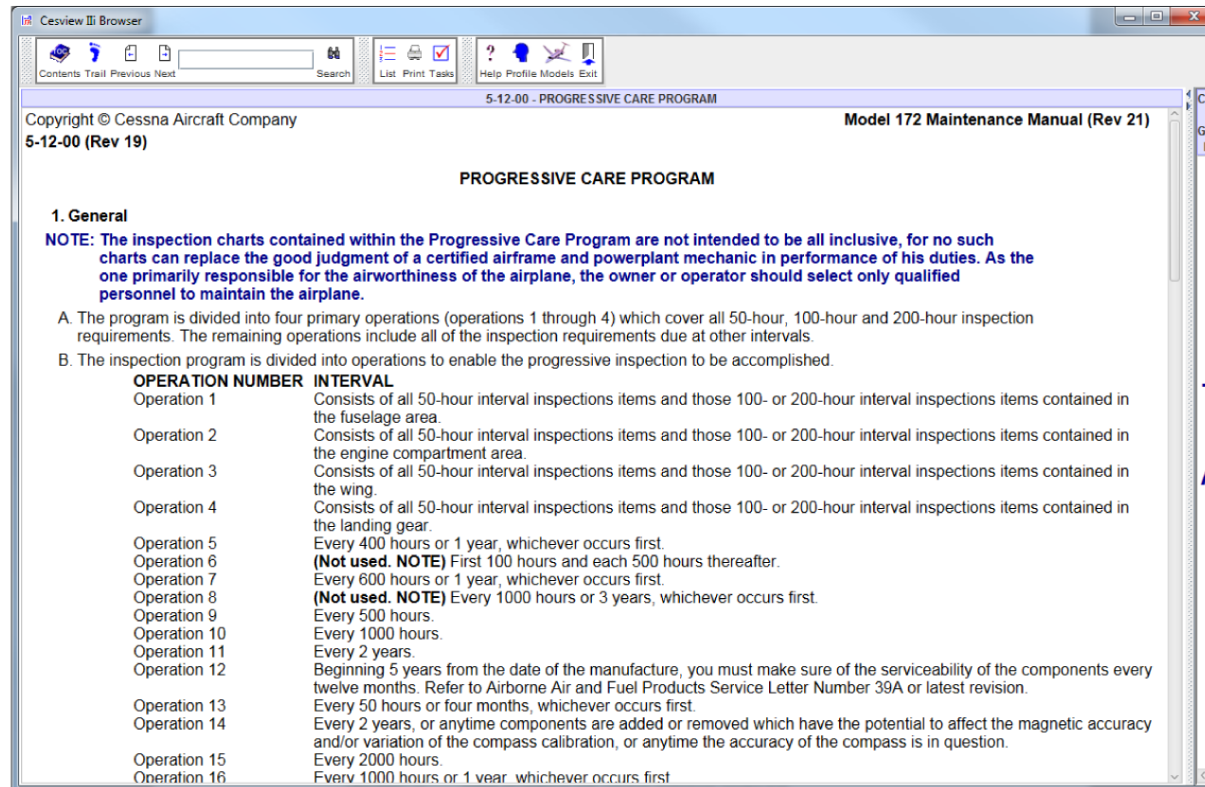 Cesview IIi Browser
Contents Trail Previous Next Search List Print Tasks Help Profile Models Exit
5-12-00 - PROGRESSIVE CARE PROGRAM
Copyright © Cessna Aircraft Company Model 172 Maintenance Manual (Rev 21)
5-12-00 (Rev 19)
PROGRESSIVE CARE PROGRAM
1. General
NOTE: The inspection charts contained within the Progressive Care Program are not intended to be all inclusive, for no such
charts can replace the good judgment of a certified airframe and powerplant mechanic in performance of his duties. As the
one primarily responsible for the airworthiness of the airplane, the owner or operator should select only qualified
personnel to maintain the airplane.
A. The program is divided into four primary operations (operations 1 through 4) which cover all 50-hour, 100-hour and 200-hour inspection
requirements. The remaining operations include all of the inspection requirements due at other intervals.
B. The inspection program is divided into operations to enable the progressive inspection to be accomplished.
OPERATION NUMBER INTERVAL
Operation 1 Consists of all 50-hour interval inspections items and those 100- or 200-hour interval inspections items contained in
the fuselage area.
Operation 2 Consists of all 50-hour interval inspections items and those 100- or 200-hour interval inspections items contained in
the engine compartment area.
Operation 3 Consists of all 50-hour interval inspections items and those 100- or 200-hour interval inspections items contained in
the wing.
Operation 4 Consists of all 50-hour interval inspections items and those 100- or 200-hour interval inspections items contained in
the landing gear.
Operation 5 Every 400 hours or 1 year, whichever occurs first.
Operation 6 (Not used. NOTE) First 100 hours and each 500 hours thereafter.
Operation 7 Every 600 hours or 1 year, whichever occurs first.
Operation 8 (Not used. NOTE) Every 1000 hours or 3 years, whichever occurs first.
Operation 9 Every 500 hours.
Operation 10 Every 1000 hours.
Operation 11 Every 2 years.
Operation 12 Beginning 5 years from the date of the manufacture, you must make sure of the serviceability of the components every
twelve months. Refer to Airborne Air and Fuel Products Service Letter Number 39A or latest revision.
Operation 13 Every 50 hours or four months, whichever occurs first.
Operation 14 Every 2 years, or anytime components are added or removed which have the potential to affect the magnetic accuracy
and/or variation of the compass calibration, or anytime the accuracy of the compass is in question.
Operation 15 Every 2000 hours.
Operation 16 Every 1000 hours or 1 year, whichever occurs first